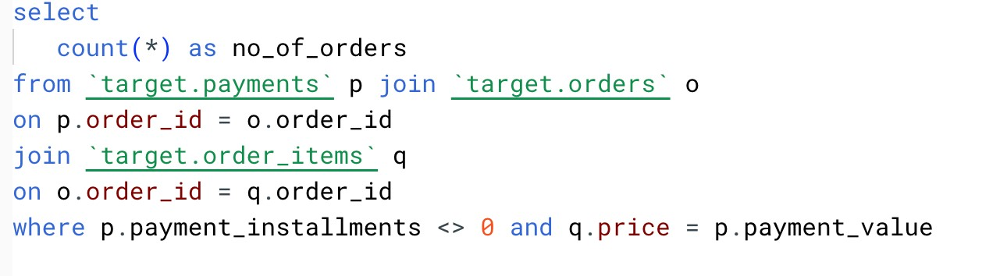 select
count(*) as no_of_orders
from `target.payments` p join `target.orders` o
on p.order_id = o.order_id
join `target.order_items` q
on o.order_id = q.order_id
where p.payment_installments <> 0 and q.price = p.payment_value